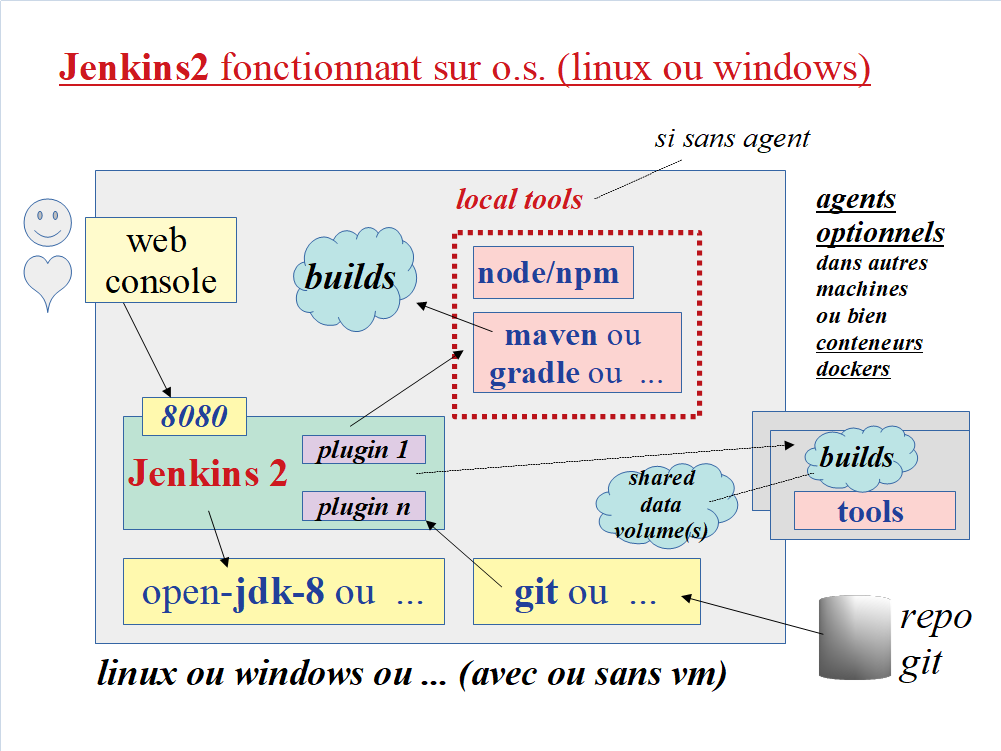 Jenkins2 fonctionnant sur o.s. (linux ou windows)
si sans agent
local tools
agents
optionnels
dans autres
machines
ou bien
conteneurs
dockers
web
console
builds
node/npm
maven ou
gradle ou ...
8080
Jenkins 2
plugin 1
plugin n
builds
tools
shared
data
volume(s)
open-jdk-8 ou ...
git ou ...
repo
git
linux ou windows ou ... (avec ou sans vm)